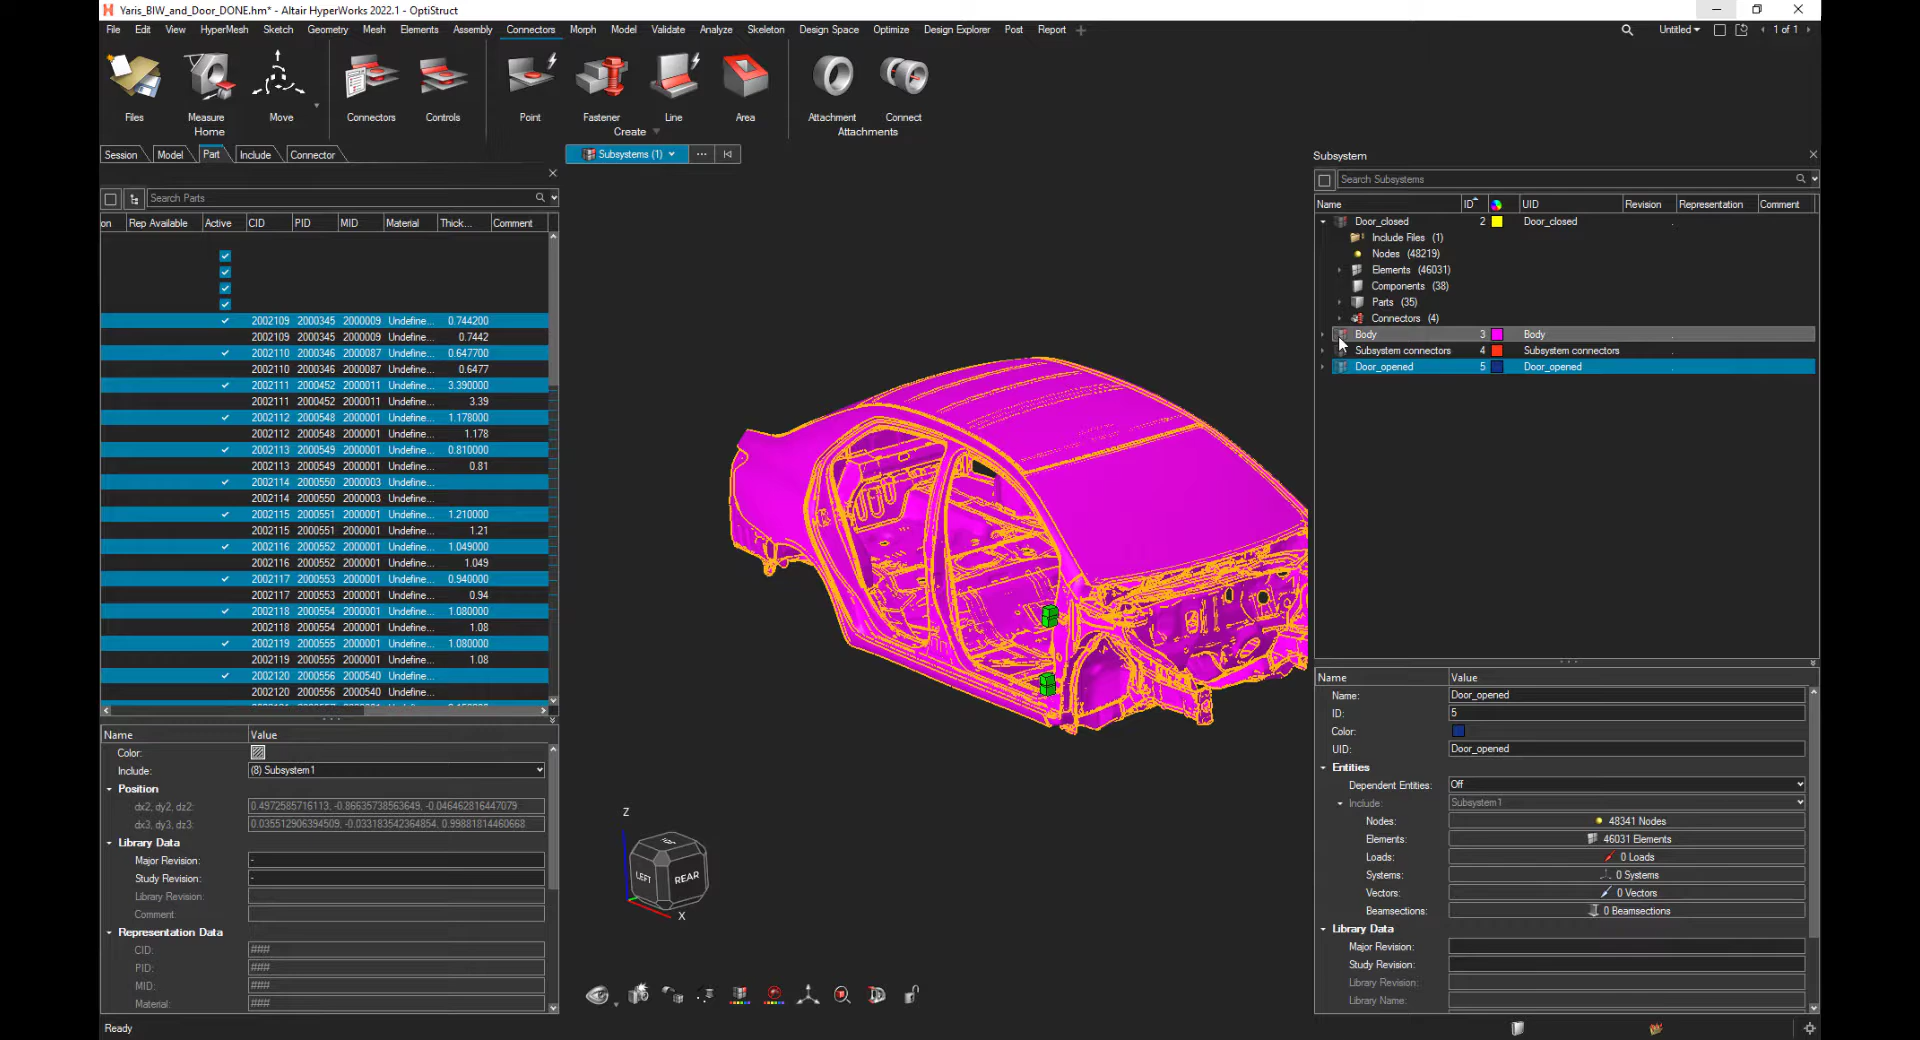 Yaris_BIW_and_Door_DONE.hm* - Altair HyperWorks 2022.1 - OptiStruct
File Edit View HyperMesh Sketch Geometry Mesh Elements Assembly Connectors Morph Model Validate Analyze Skeleton Design Space Optimize Design Explorer Post Report Untitled 1 of 1
Files Measure Move Connectors Controls Point Fastener Line Area Attachment Connect
Home Create Attachments
Session Model Part Include Connector
Subsystems (1)
Search Parts
on Rep Available Active CID PID MID Material Thick... Comment
2002109 2000345 2000009 Undefine... 0.744200
2002109 2000345 2000009 Undefine... 0.7442
2002110 2000346 2000087 Undefine... 0.647700
2002110 2000346 2000087 Undefine... 0.6477
2002111 2000452 2000011 Undefine... 3.390000
2002111 2000452 2000011 Undefine... 3.39
2002112 2000548 2000001 Undefine... 1.178000
2002112 2000548 2000001 Undefine... 1.178
2002113 2000549 2000001 Undefine... 0.810000
2002113 2000549 2000001 Undefine... 0.81
2002114 2000550 2000003 Undefine...
2002114 2000550 2000003 Undefine...
2002115 2000551 2000001 Undefine... 1.210000
2002115 2000551 2000001 Undefine... 1.21
2002116 2000552 2000001 Undefine... 1.049000
2002116 2000552 2000001 Undefine... 1.049
2002117 2000553 2000001 Undefine... 0.940000
2002117 2000553 2000001 Undefine... 0.94
2002118 2000554 2000001 Undefine... 1.080000
2002118 2000554 2000001 Undefine... 1.08
2002119 2000555 2000001 Undefine... 1.080000
2002119 2000555 2000001 Undefine... 1.08
2002120 2000556 2000540 Undefine...
2002120 2000556 2000540 Undefine...
Name Value
Color:
Include: (8) Subsystem1
Position
dx2, dy2, dz2: 0.4972585716113, -0.86635738563649, -0.046462816447079
dx3, dy3, dz3: 0.035512906394509, -0.033183542364854, 0.99881814460668
Library Data
Major Revision: -
Study Revision: -
Library Revision:
Comment:
Representation Data
CID: ###
PID: ###
MID: ###
Material: ###
Ready
Z
LEFT REAR
X
Subsystem
Search Subsystems
Name ID UID Revision Representation Comment
Door_closed 2 Door_closed
Include Files (1)
Nodes (48219)
Elements (46031)
Components (38)
Parts (35)
Connectors (4)
Body 3 Body
Subsystem connectors 4 Subsystem connectors
Door_opened 5 Door_opened
Name Value
Name: Door_opened
ID: 5
Color:
UID: Door_opened
Entities
Dependent Entities: Off
Include: Subsystem1
Nodes: 48341 Nodes
Elements: 46031 Elements
Loads: 0 Loads
Systems: 0 Systems
Vectors: 0 Vectors
Beamsections: 0 Beamsections
Library Data
Major Revision:
Study Revision:
Library Revision:
Library Name: